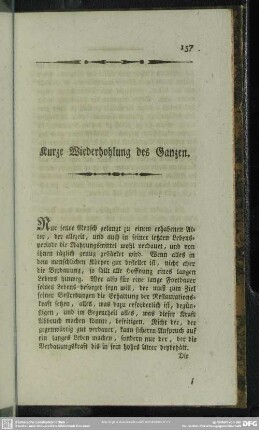 157
Kurze Wiederhohlung des Ganzen.
Nur jener Mensch gelangt zu einem erhabenen Al-
ter, der allzeit, und auch in seiner letzten Lebens-
periode die Nahrungsmittel wohl verdauet, und von
ihnen täglich genug gestärkt wird. Wenn alles in
dem menschlichen Körper gut bestellet ist, nicht aber
die Verdauung, so fällt alle Hoffnung eines langen
Lebens hinweg. Wer also für eine lange Fortdauer
seines Lebens besorget seyn will, der muß zum Ziel
seiner Bestrebungen die Erhaltung der Restaurations-
kraft setzen, alles, was dazu erforderlich ist, herzu-
und im Gegentheil alles, was dieser Kraft
Abbruch machen könnte, beseitigen. Nicht der, der
gegenwärtig gut verdauet, kann sichern Anspruch auf
ein langes Leben machen, sondern nur der, der die
Verdauungskraft bis in sein hohes Alter beybehält.
Die